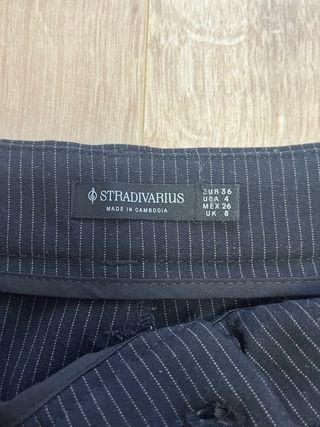 STRADIVARIUS
MADE IN CAMBODIA
EUR 36
USA 4
MEX 26
UK 8